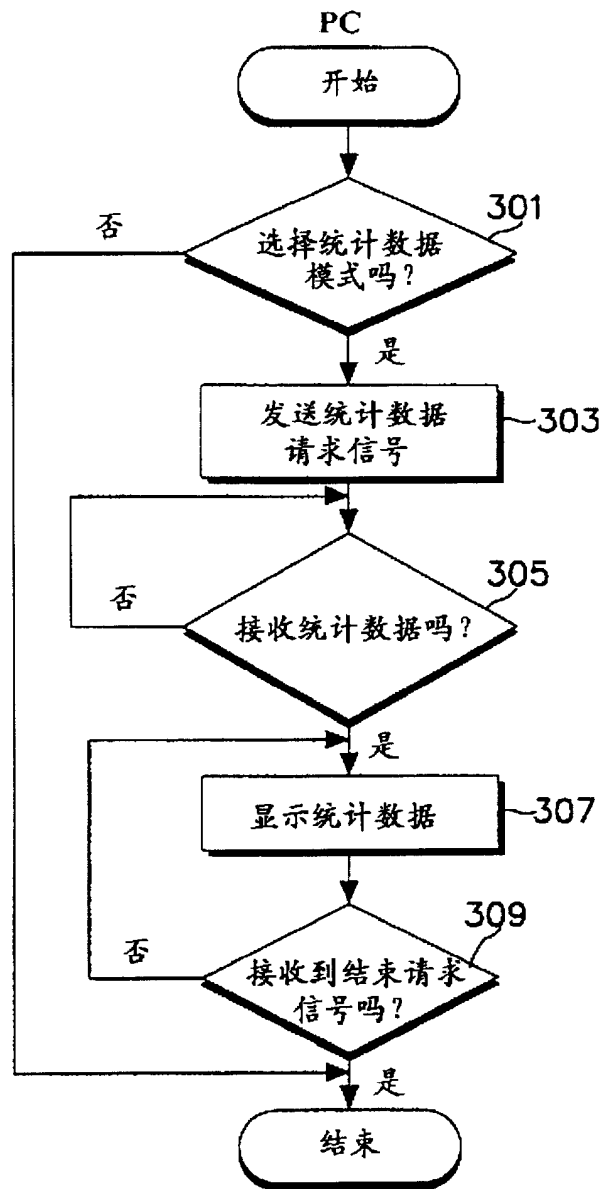 PC
开始
否
301
选择统计数据
模式吗？
是
发送统计数据
请求信号
303
305
否
接收统计数据吗？
是
显示统计数据
307
309
否
接收到结束请求
信号吗？
是
结束